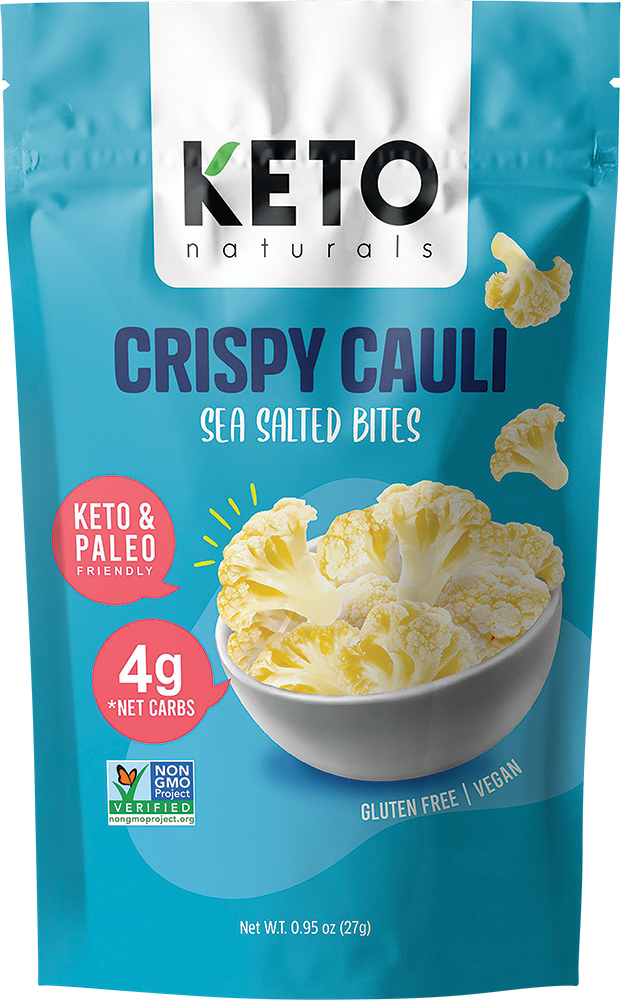 KETO
naturals
CRISPY CAULI
SEA SALTED BITES
KETO &
PALEO
FRIENDLY
4g
*NET CARBS
NON
GMO
Project
VERIFIED
nongmoproject.org
GLUTEN FREE | VEGAN
Net W.T. 0.95 oz (27g)